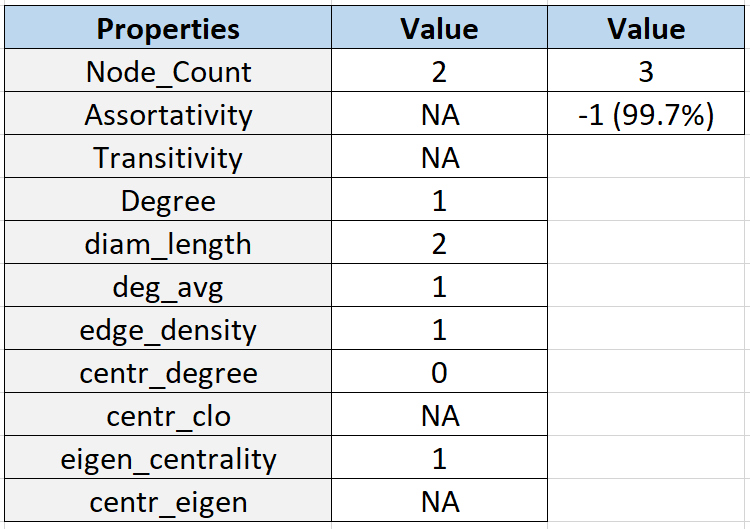 Properties Value Value
Node_Count 2 3
Assortativity NA -1 (99.7%)
Transitivity NA
Degree 1
diam_length 2
deg_avg 1
edge_density 1
centr_degree 0
centr_clo NA
eigen_centrality 1
centr_eigen NA